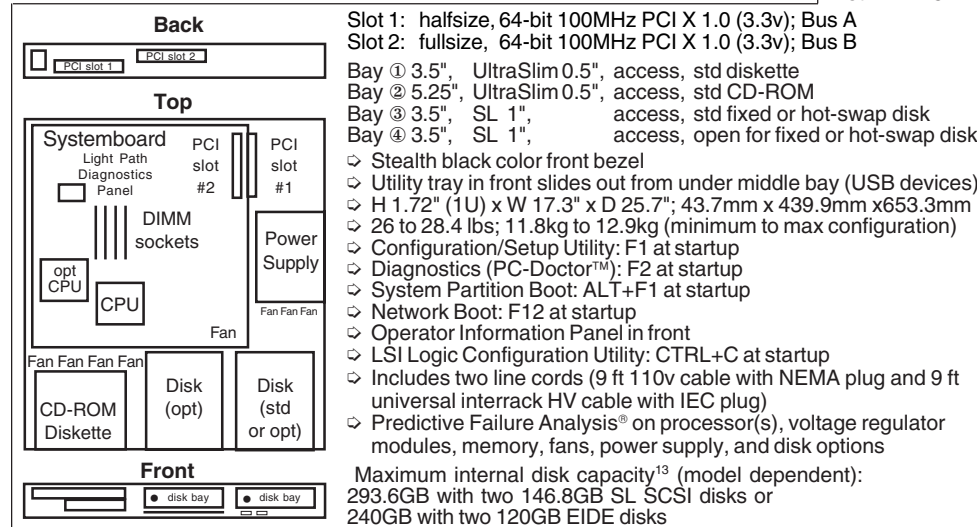 Back
PCI slot 1
PCI slot 2
Top
Systemboard
Light Path
Diagnostics
Panel
PCI
slot
#2
PCI
slot
#1
DIMM
sockets
Power
Supply
opt
CPU
CPU
Fan Fan Fan
Fan
Fan Fan Fan Fan
CD-ROM
Diskette
Disk
(opt)
Disk
(std
or opt)
Front
disk bay
disk bay
Slot 1: halfsize, 64-bit 100MHz PCI X 1.0 (3.3v); Bus A
Slot 2: fullsize, 64-bit 100MHz PCI X 1.0 (3.3v); Bus B
Bay ① 3.5", UltraSlim 0.5", access, std diskette
Bay ② 5.25", UltraSlim 0.5", access, std CD-ROM
Bay ③ 3.5", SL 1", access, std fixed or hot-swap disk
Bay ④ 3.5", SL 1", access, open for fixed or hot-swap disk
➭ Stealth black color front bezel
➭ Utility tray in front slides out from under middle bay (USB devices)
➭ H 1.72" (1U) x W 17.3" x D 25.7"; 43.7mm x 439.9mm x653.3mm
➭ 26 to 28.4 lbs; 11.8kg to 12.9kg (minimum to max configuration)
➭ Configuration/Setup Utility: F1 at startup
➭ Diagnostics (PC-Doctor™): F2 at startup
➭ System Partition Boot: ALT+F1 at startup
➭ Network Boot: F12 at startup
➭ Operator Information Panel in front
➭ LSI Logic Configuration Utility: CTRL+C at startup
➭ Includes two line cords (9 ft 110v cable with NEMA plug and 9 ft
universal interrack HV cable with IEC plug)
➭ Predictive Failure Analysis® on processor(s), voltage regulator
modules, memory, fans, power supply, and disk options
Maximum internal disk capacity¹³ (model dependent):
293.6GB with two 146.8GB SL SCSI disks or
240GB with two 120GB EIDE disks